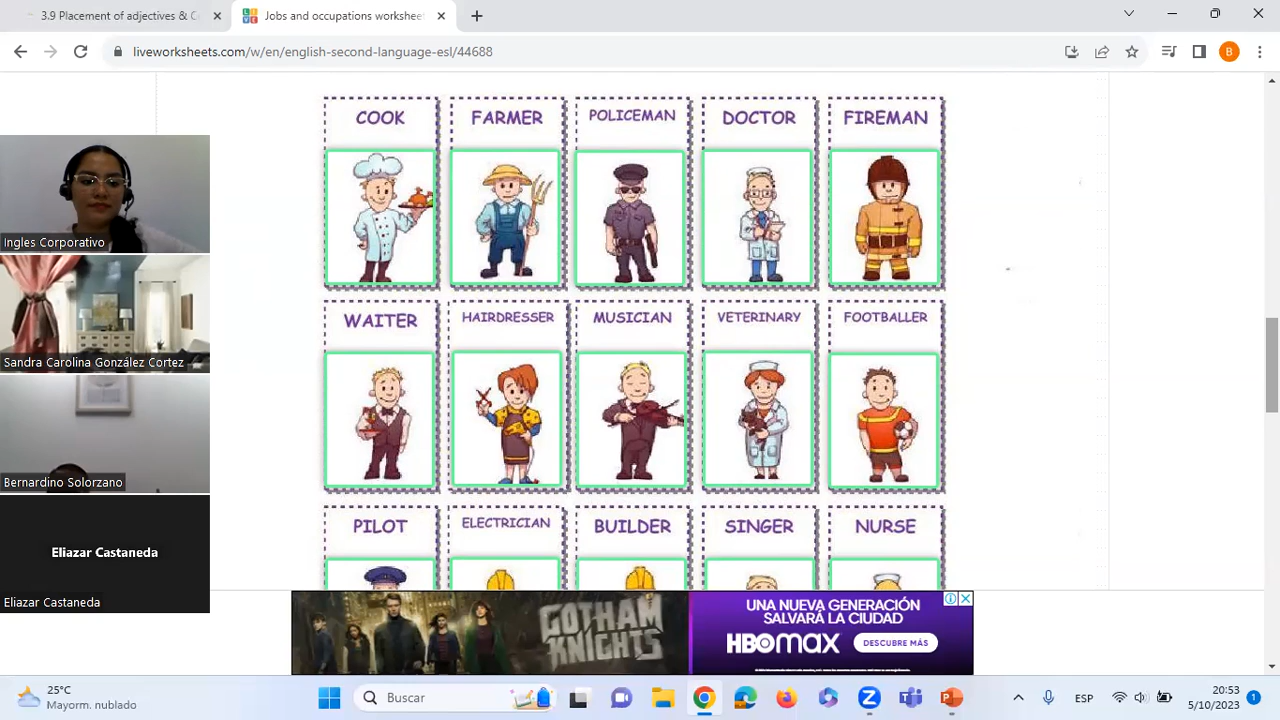 3.9 Placement of adjectives & C
Jobs and occupations workshee
liveworksheets.com/w/en/english-second-language-esl/44688
B
COOK
FARMER
POLICEMAN
DOCTOR
FIREMAN
WAITER
HAIRDRESSER
MUSICIAN
VETERINARY
FOOTBALLER
PILOT
ELECTRICIAN
BUILDER
SINGER
NURSE
Ingles Corporativo
Sandra Carolina González Cortez
Bernardino Solorzano
Eliazar Castaneda
Eliazar Castaneda
GOTHAM
KNIGHTS
UNA NUEVA GENERACIÓN
SALVARÁ LA CIUDAD
HBOMAX
DESCUBRE MÁS
25°C
Mayorm. nublado
Buscar
ESP
20:53
5/10/2023
1